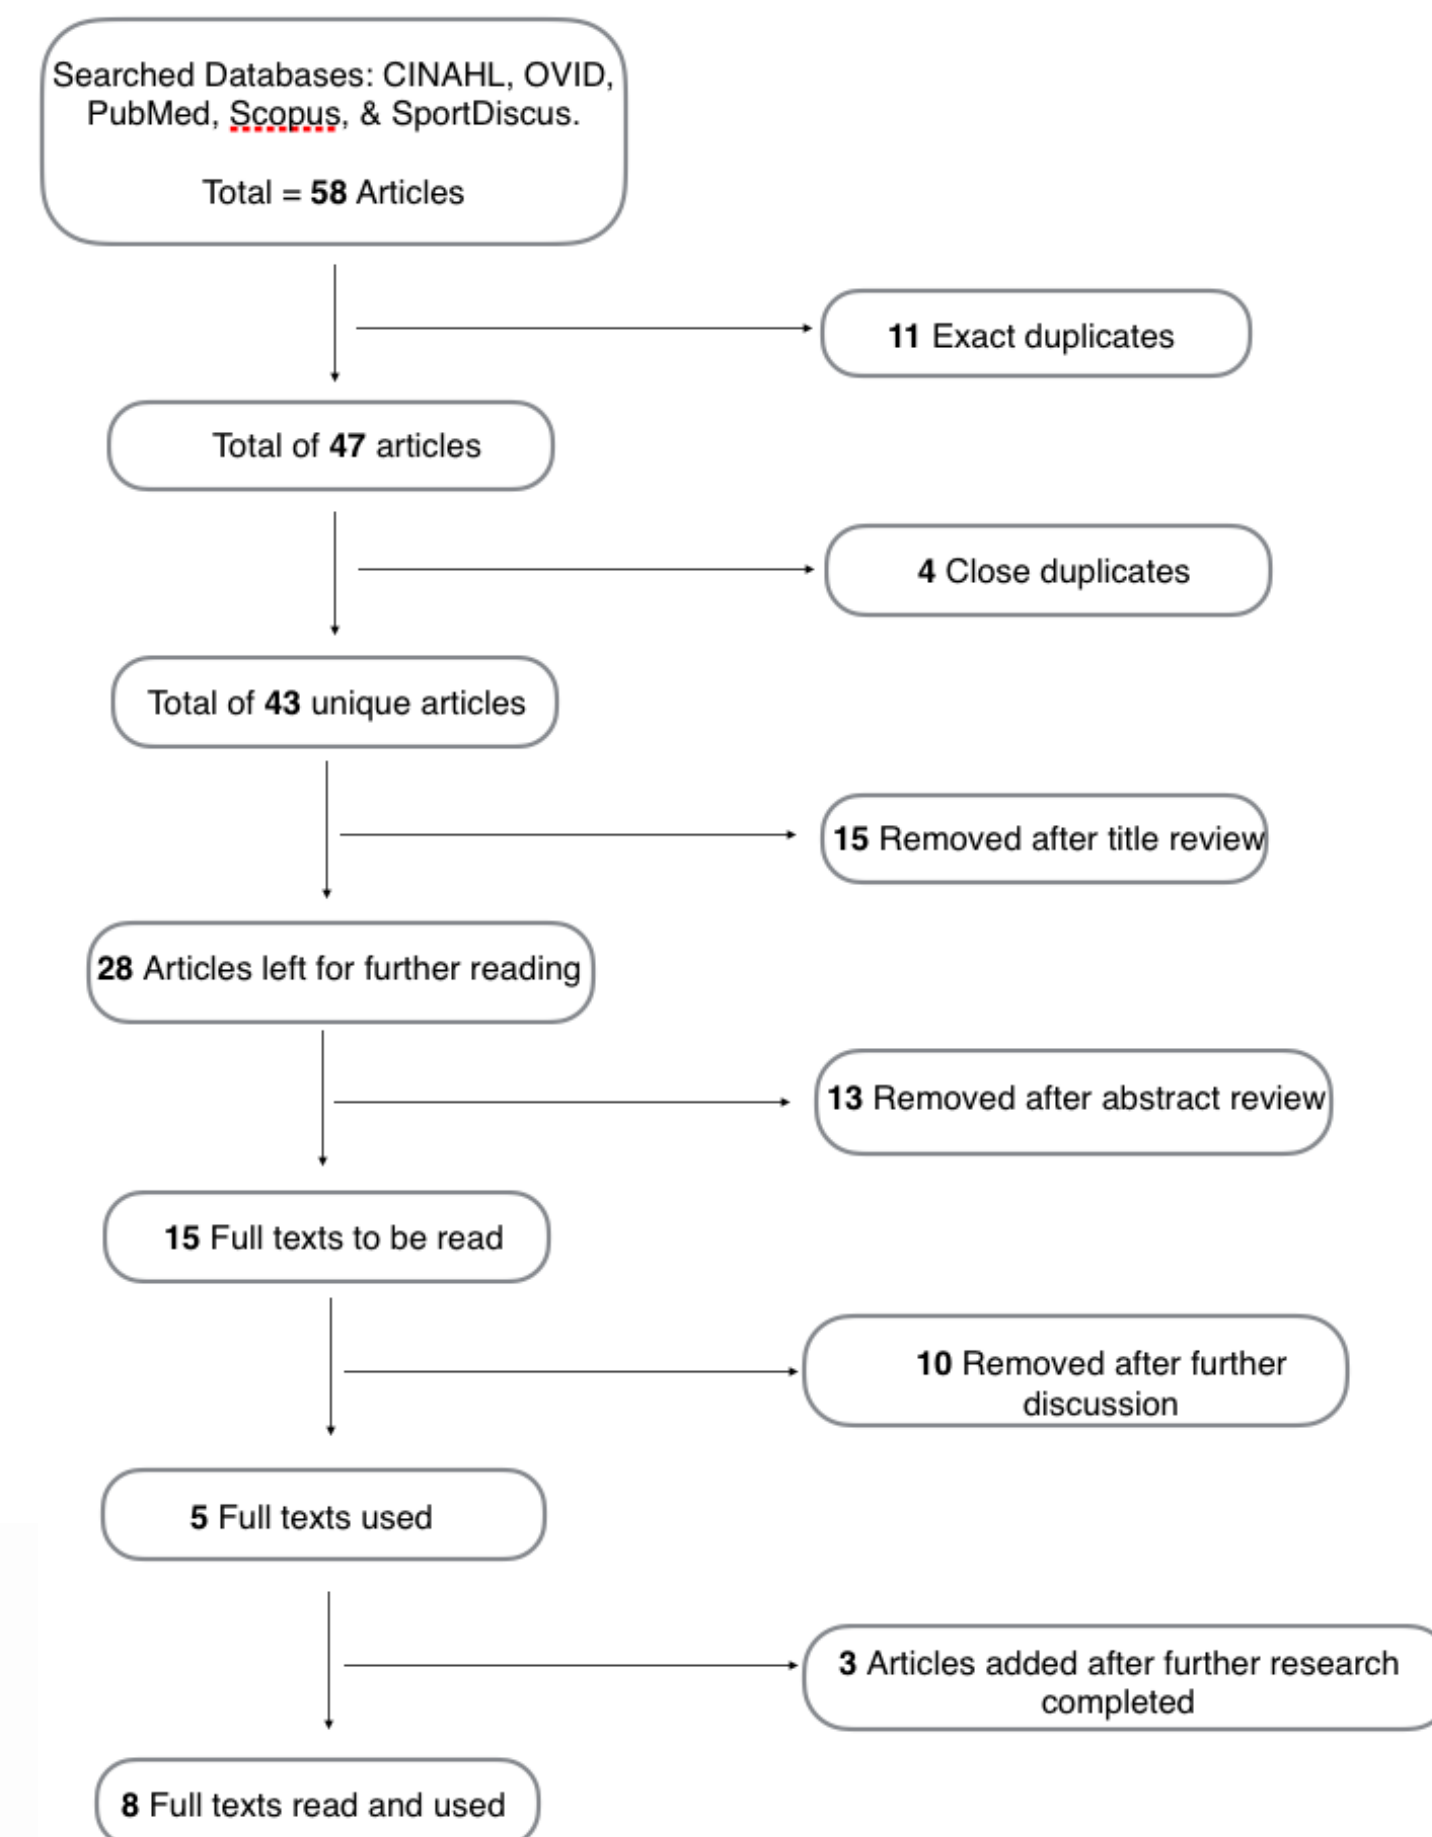 Searched Databases: CINAHL, OVID,
PubMed, Scopus, & SportDiscus.
Total = 58 Articles
11 Exact duplicates
Total of 47 articles
4 Close duplicates
Total of 43 unique articles
15 Removed after title review
28 Articles left for further reading
13 Removed after abstract review
15 Full texts to be read
10 Removed after further
discussion
5 Full texts used
3 Articles added after further research
completed
8 Full texts read and used